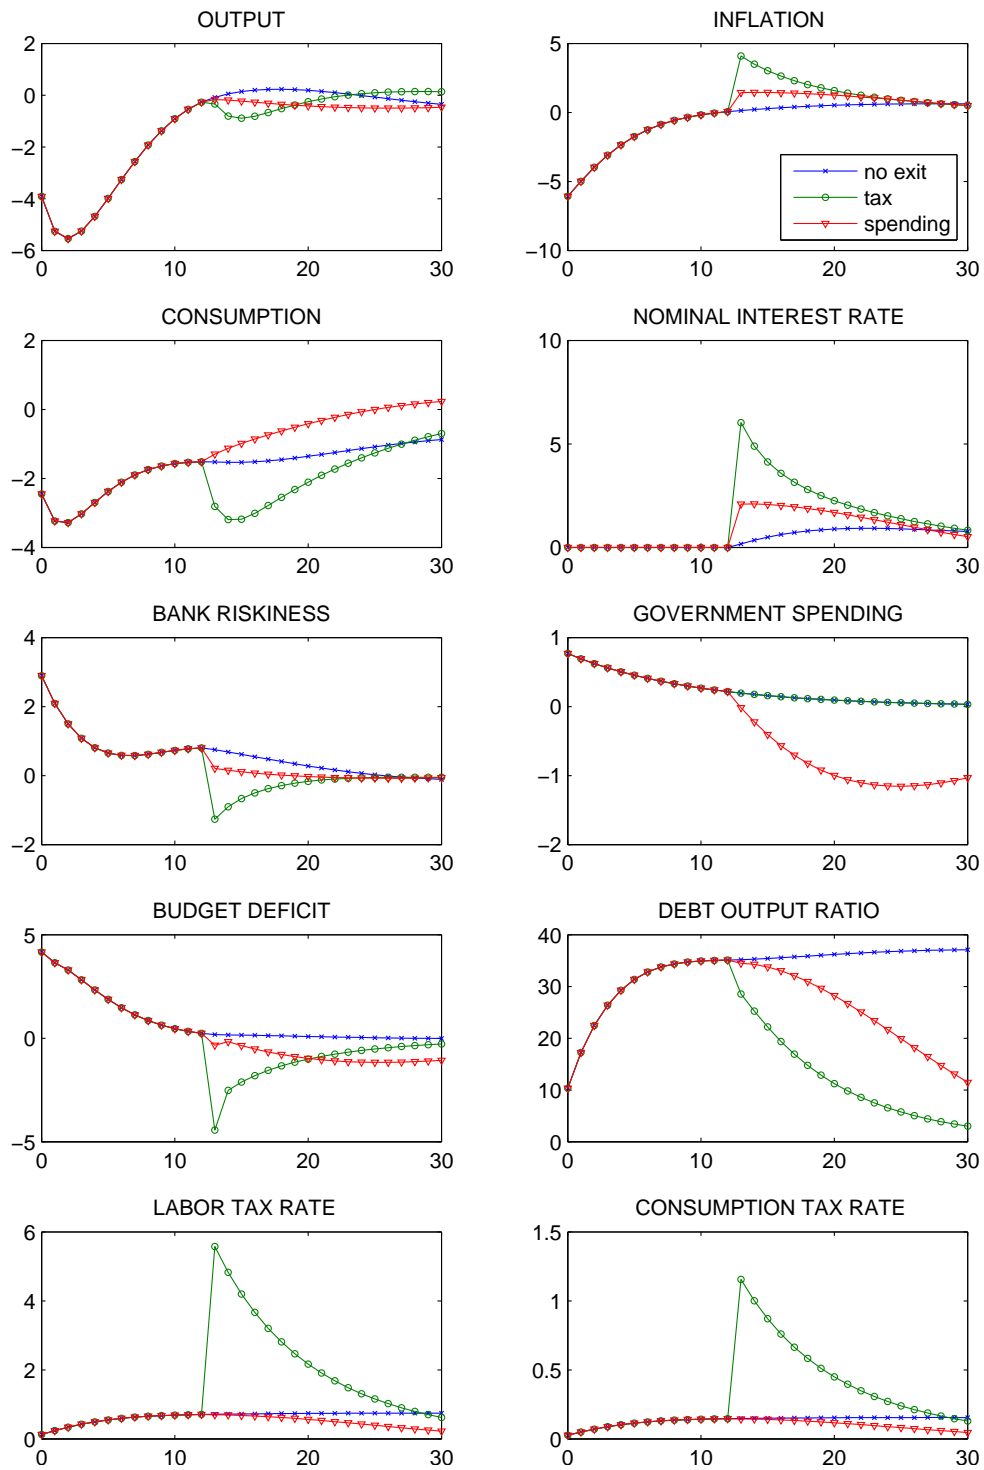 OUTPUT
2
0
−2
−4
−6
0 10 20 30
INFLATION
5
0
−5
−10
0 10 20 30
no exit
tax
spending
CONSUMPTION
2
0
−2
−4
0 10 20 30
NOMINAL INTEREST RATE
10
5
0
0 10 20 30
BANK RISKINESS
4
2
0
−2
0 10 20 30
GOVERNMENT SPENDING
1
0
−1
−2
0 10 20 30
BUDGET DEFICIT
5
0
−5
0 10 20 30
DEBT OUTPUT RATIO
40
30
20
10
0
0 10 20 30
LABOR TAX RATE
6
4
2
0
0 10 20 30
CONSUMPTION TAX RATE
1.5
1
0.5
0
0 10 20 30